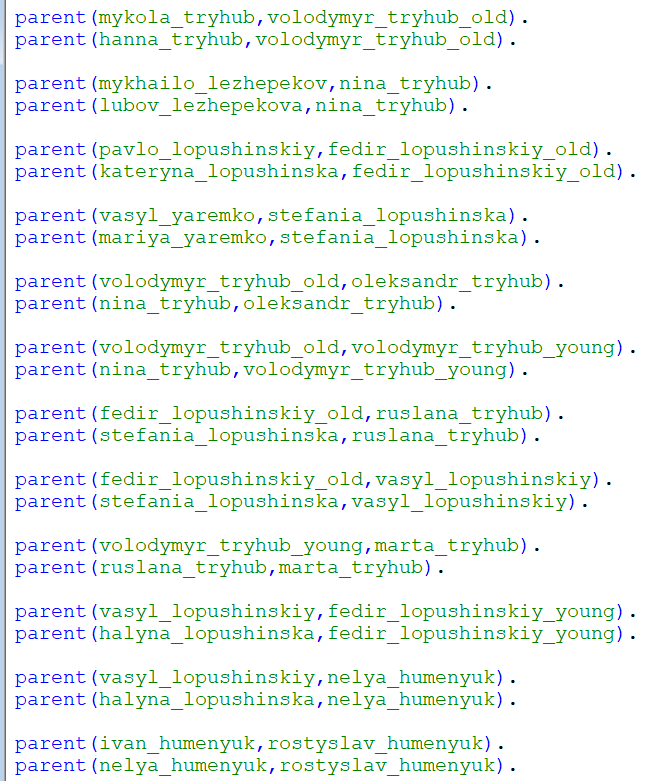 parent(mykola_tryhub,volodymyr_tryhub_old).
parent(hanna_tryhub,volodymyr_tryhub_old).
parent(mykhailo_lezhepekov,nina_tryhub).
parent(lubov_lezhepekova,nina_tryhub).
parent(pavlo_lopushinskiy,fedir_lopushinskiy_old).
parent(kateryna_lopushinska,fedir_lopushinskiy_old).
parent(vasyl_yaremko,stefania_lopushinska).
parent(mariya_yaremko,stefania_lopushinska).
parent(volodymyr_tryhub_old,oleksandr_tryhub).
parent(nina_tryhub,oleksandr_tryhub).
parent(volodymyr_tryhub_old,volodymyr_tryhub_young).
parent(nina_tryhub,volodymyr_tryhub_young).
parent(fedir_lopushinskiy_old,ruslana_tryhub).
parent(stefania_lopushinska,ruslana_tryhub).
parent(fedir_lopushinskiy_old,vasyl_lopushinskiy).
parent(stefania_lopushinska,vasyl_lopushinskiy).
parent(volodymyr_tryhub_young,marta_tryhub).
parent(ruslana_tryhub,marta_tryhub).
parent(vasyl_lopushinskiy,fedir_lopushinskiy_young).
parent(halyna_lopushinska,fedir_lopushinskiy_young).
parent(vasyl_lopushinskiy,nelya_humenyuk).
parent(halyna_lopushinska,nelya_humenyuk).
parent(ivan_humenyuk,rostyslav_humenyuk).
parent(nelya_humenyuk,rostyslav_humenyuk).